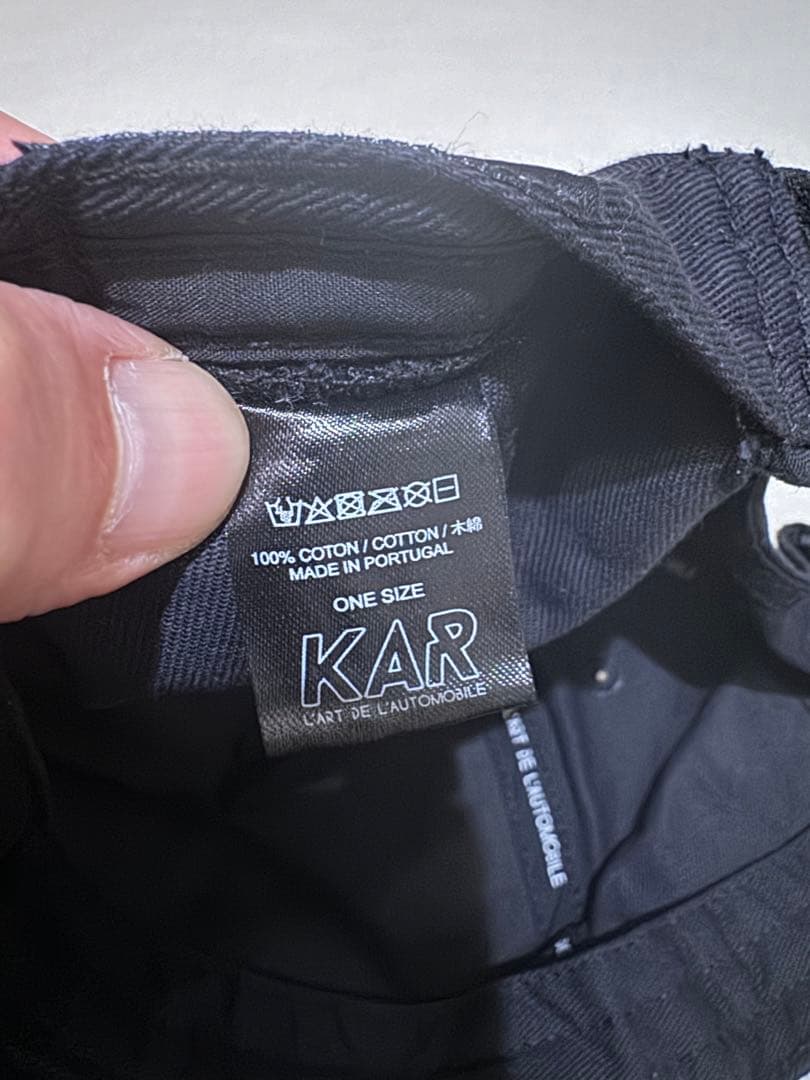 100% COTON / COTTON / 木綿
MADE IN PORTUGAL
ONE SIZE
KAR
L'ART DE L'AUTOMOBILE
L'ART DE L'AUTOMOBILE